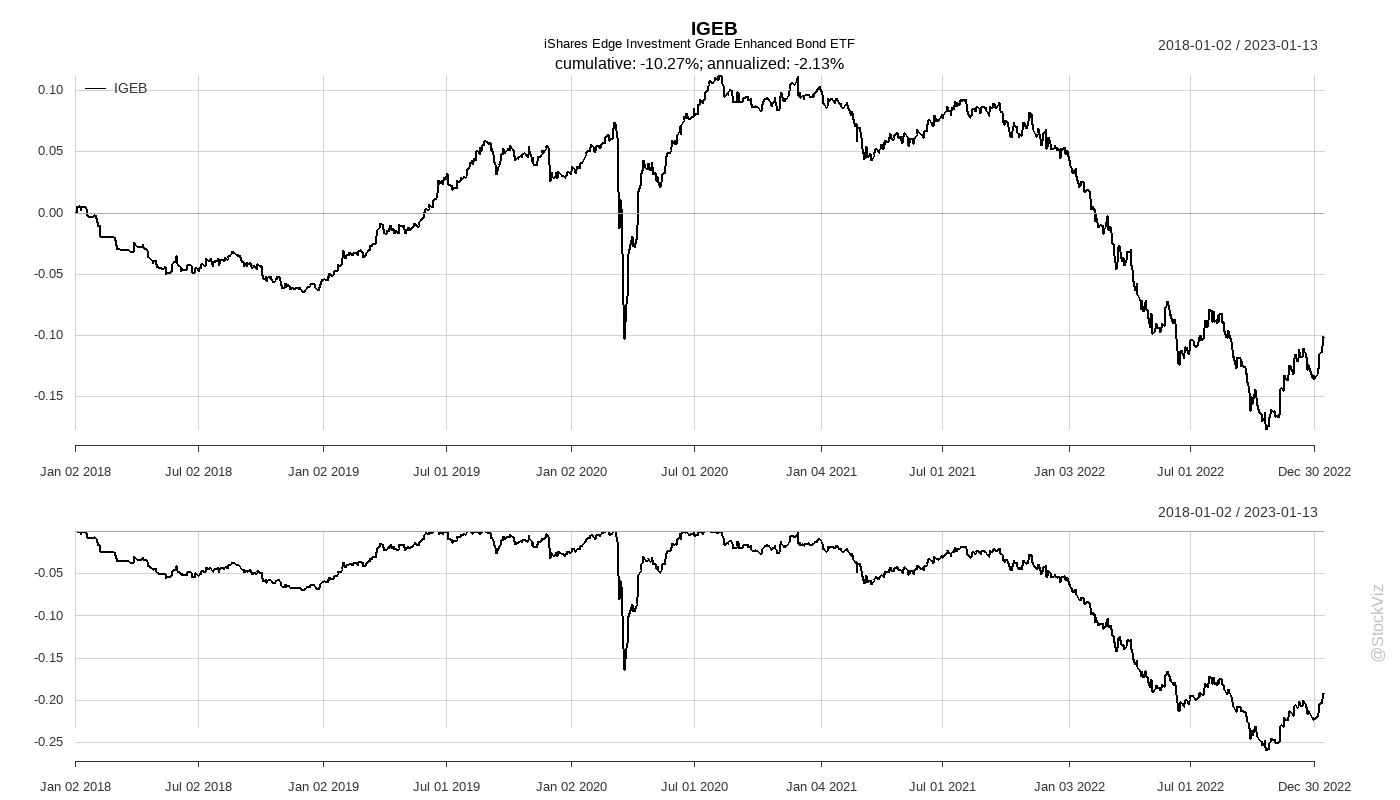 IGEB
iShares Edge Investment Grade Enhanced Bond ETF
2018-01-02 / 2023-01-13
cumulative: -10.27%; annualized: -2.13%
IGEB
0.10
0.05
0.00
-0.05
-0.10
-0.15
Jan 02 2018 Jul 02 2018 Jan 02 2019 Jul 01 2019 Jan 02 2020 Jul 01 2020 Jan 04 2021 Jul 01 2021 Jan 03 2022 Jul 01 2022 Dec 30 2022
2018-01-02 / 2023-01-13
-0.05
-0.10
-0.15
-0.20
-0.25
Jan 02 2018 Jul 02 2018 Jan 02 2019 Jul 01 2019 Jan 02 2020 Jul 01 2020 Jan 04 2021 Jul 01 2021 Jan 03 2022 Jul 01 2022 Dec 30 2022
@StockViz